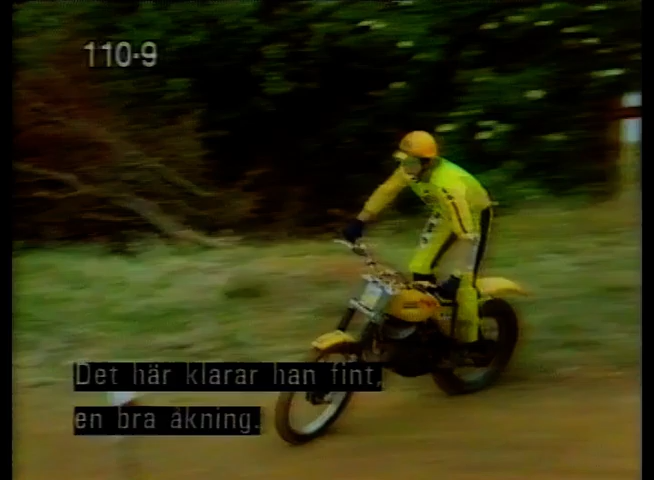 110.9
Det här klarar han fint,
en bra åkning.